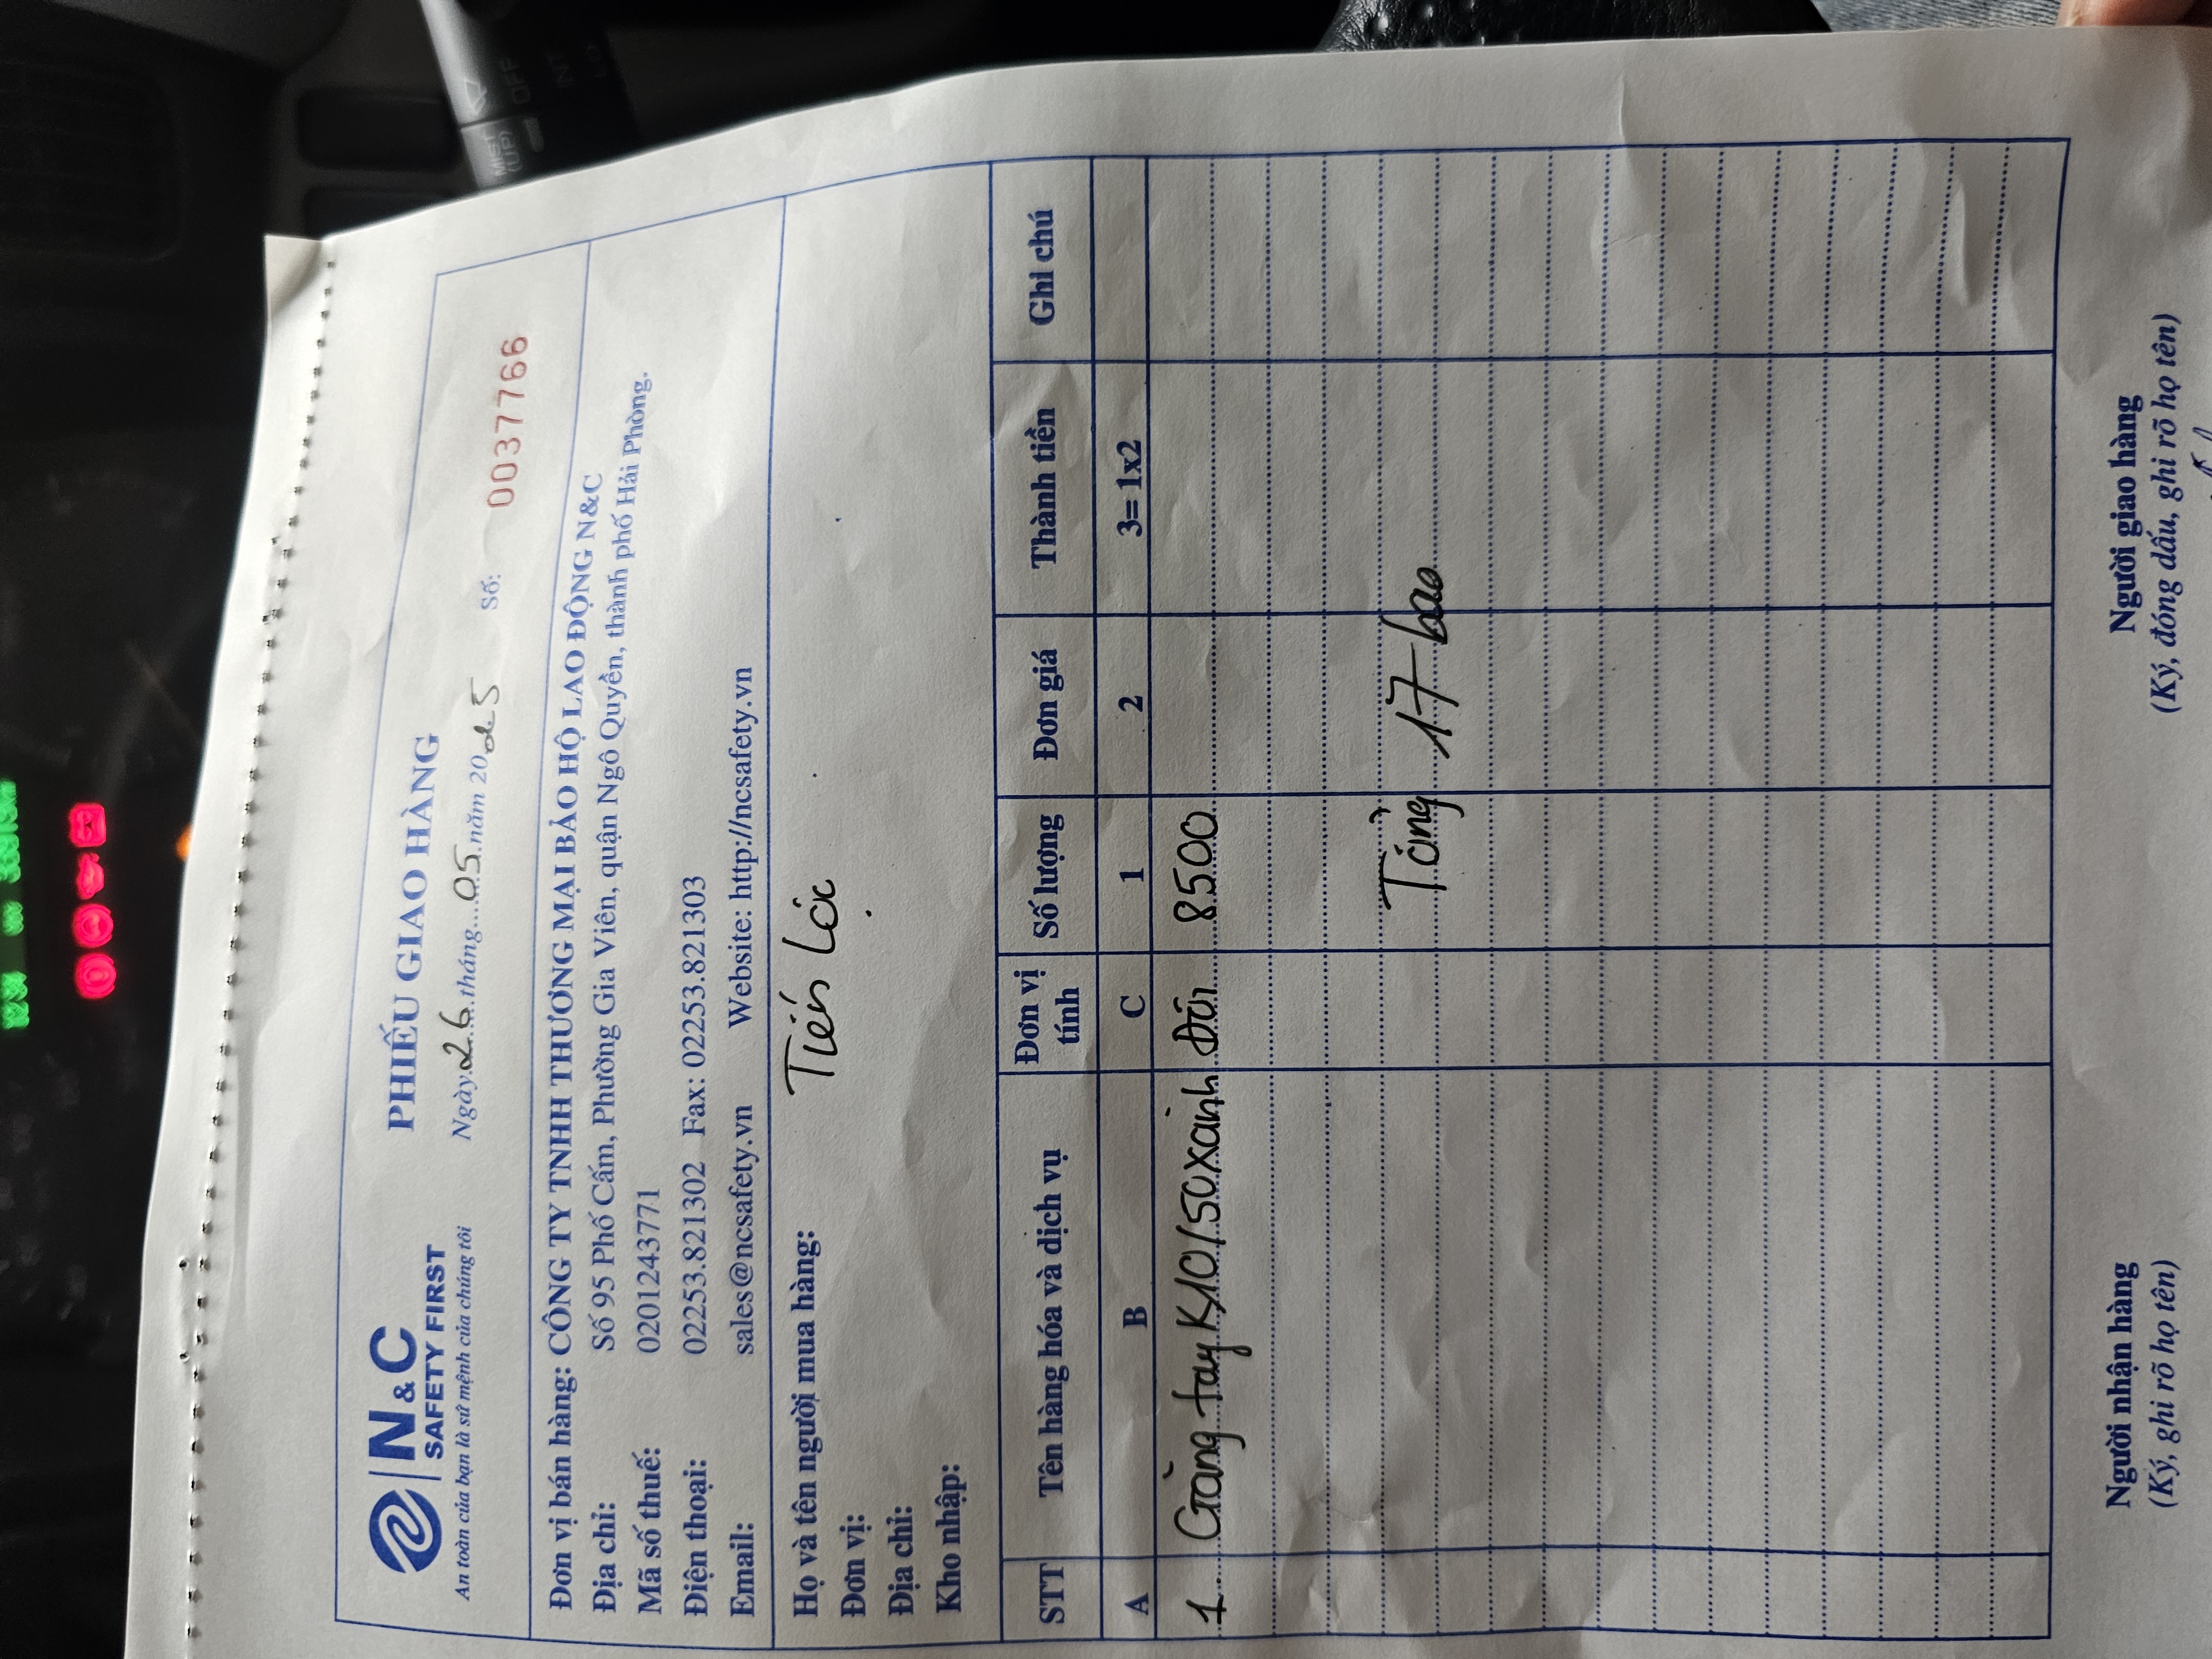 N&C
SAFETY FIRST
An toàn của bạn là sứ mệnh của chúng tôi
PHIẾU GIAO HÀNG
Ngày 26 tháng 05 năm 2025 Số: 0037766
Đơn vị bán hàng: CÔNG TY TNHH THƯƠNG MẠI BẢO HỘ LAO ĐỘNG N&C
Địa chỉ: Số 95 Phố Cấm, Phường Gia Viên, quận Ngô Quyền, thành phố Hải Phòng.
Mã số thuế: 0201243771
Điện thoại: 02253.821302 Fax: 02253.821303
Email: sales@ncsafety.vn Website: http://ncsafety.vn
Họ và tên người mua hàng: Tiến Lộc
Đơn vị:
Địa chỉ:
Kho nhập:
STT Tên hàng hóa và dịch vụ Đơn vị tính Số lượng Đơn giá Thành tiền Ghi chú
A B C 1 2 3=1x2
1 Găng tay K10/50 xanh Đôi 8500
Tổng 17 bao
Người nhận hàng Người giao hàng
(Ký, ghi rõ họ tên) (Ký, đóng dấu, ghi rõ họ tên)
MIST
(UP)
OFF
INT
LO